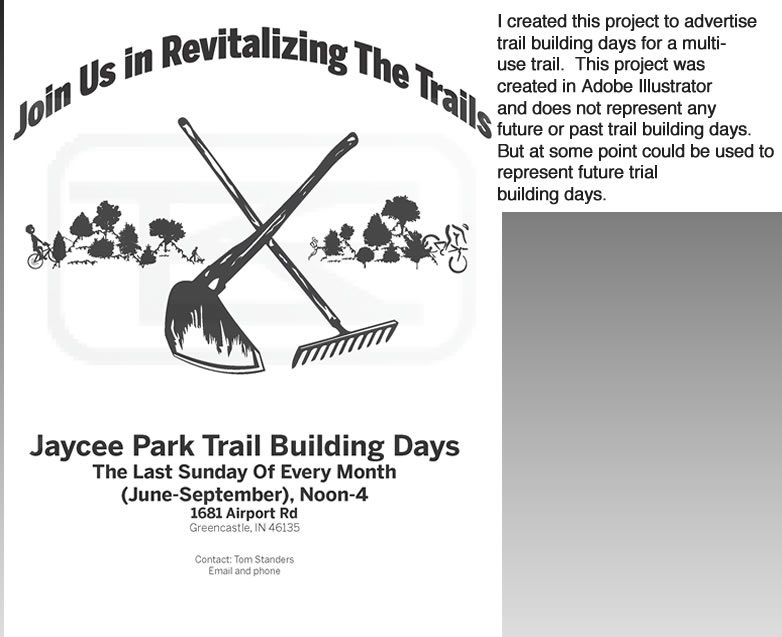 Join Us in Revitalizing The Trails
Jaycee Park Trail Building Days
The Last Sunday Of Every Month
(June-September), Noon-4
1681 Airport Rd
Greencastle, IN 46135
Contact: Tom Standers
Email and phone
I created this project to advertise
trail building days for a multi-
use trail.  This project was
created in Adobe Illustrator
and does not represent any
future or past trail building days.
But at some point could be used to
represent future trial
building days.